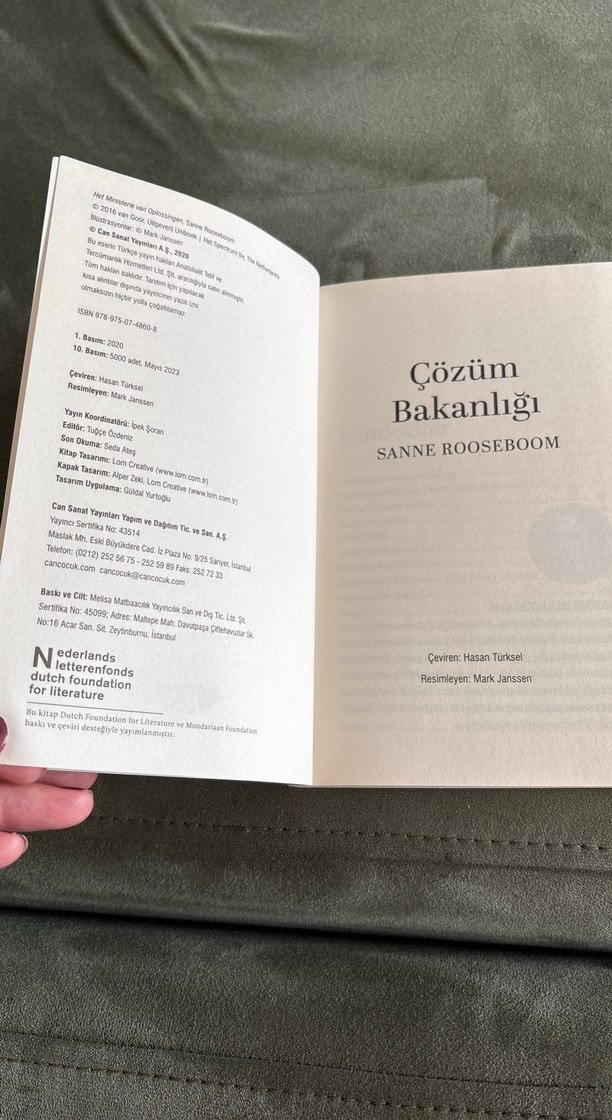 Het Ministerie van Oplossingen, Sanne Rooseboom
© 2016 van Goor, Uitgeverij Uniboek | Het Spectrum bv, The Netherlands
İllüstrasyonlar: © Mark Janssen
© Can Sanat Yayınları A.Ş., 2020
Bu eserin Türkçe yayın hakları Anatolialit Telif ve
Tercümanlık Hizmetleri Ltd. Şti. aracılığıyla satın alınmıştır.
Tüm hakları saklıdır. Tanıtım için yapılacak
kısa alıntılar dışında yayıncının yazılı izni
olmaksızın hiçbir yolla çoğaltılamaz.
ISBN 978-975-07-4860-8
1. Basım: 2020
10. Basım: 5000 adet, Mayıs 2023
Çeviren: Hasan Türksel
Resimleyen: Mark Janssen
Yayın Koordinatörü: İpek Şoran
Editör: Tuğçe Özdeniz
Son Okuma: Seda Ateş
Kitap Tasarımı: Lom Creative (www.lom.com.tr)
Kapak Tasarım: Alper Zeki, Lom Creative (www.lom.com.tr)
Tasarım Uygulama: Güldal Yurtoğlu
Can Sanat Yayınları Yapım ve Dağıtım Tic. ve San. A.Ş.
Yayıncı Sertifika No: 43514
Maslak Mh. Eski Büyükdere Cad. İz Plaza No: 9/25 Sarıyer, İstanbul
Telefon: (0212) 252 56 75 - 252 59 89 Faks: 252 72 33
cancocuk.com cancocuk@cancocuk.com
Baskı ve Cilt: Melisa Matbaacılık Yayıncılık San ve Dış Tic. Ltd. Şti.
Sertifika No: 45099; Adres: Maltepe Mah. Davutpaşa Çiftehavuzlar Sk.
No:16 Acar San. Sit. Zeytinburnu, İstanbul
Nederlands
letterenfonds
dutch foundation
for literature
Bu kitap Dutch Foundation for Literature ve Mondariaan Foundation
baskı ve çeviri desteğiyle yayımlanmıştır.
Çözüm
Bakanlığı
SANNE ROOSEBOOM
Çeviren: Hasan Türksel
Resimleyen: Mark Janssen